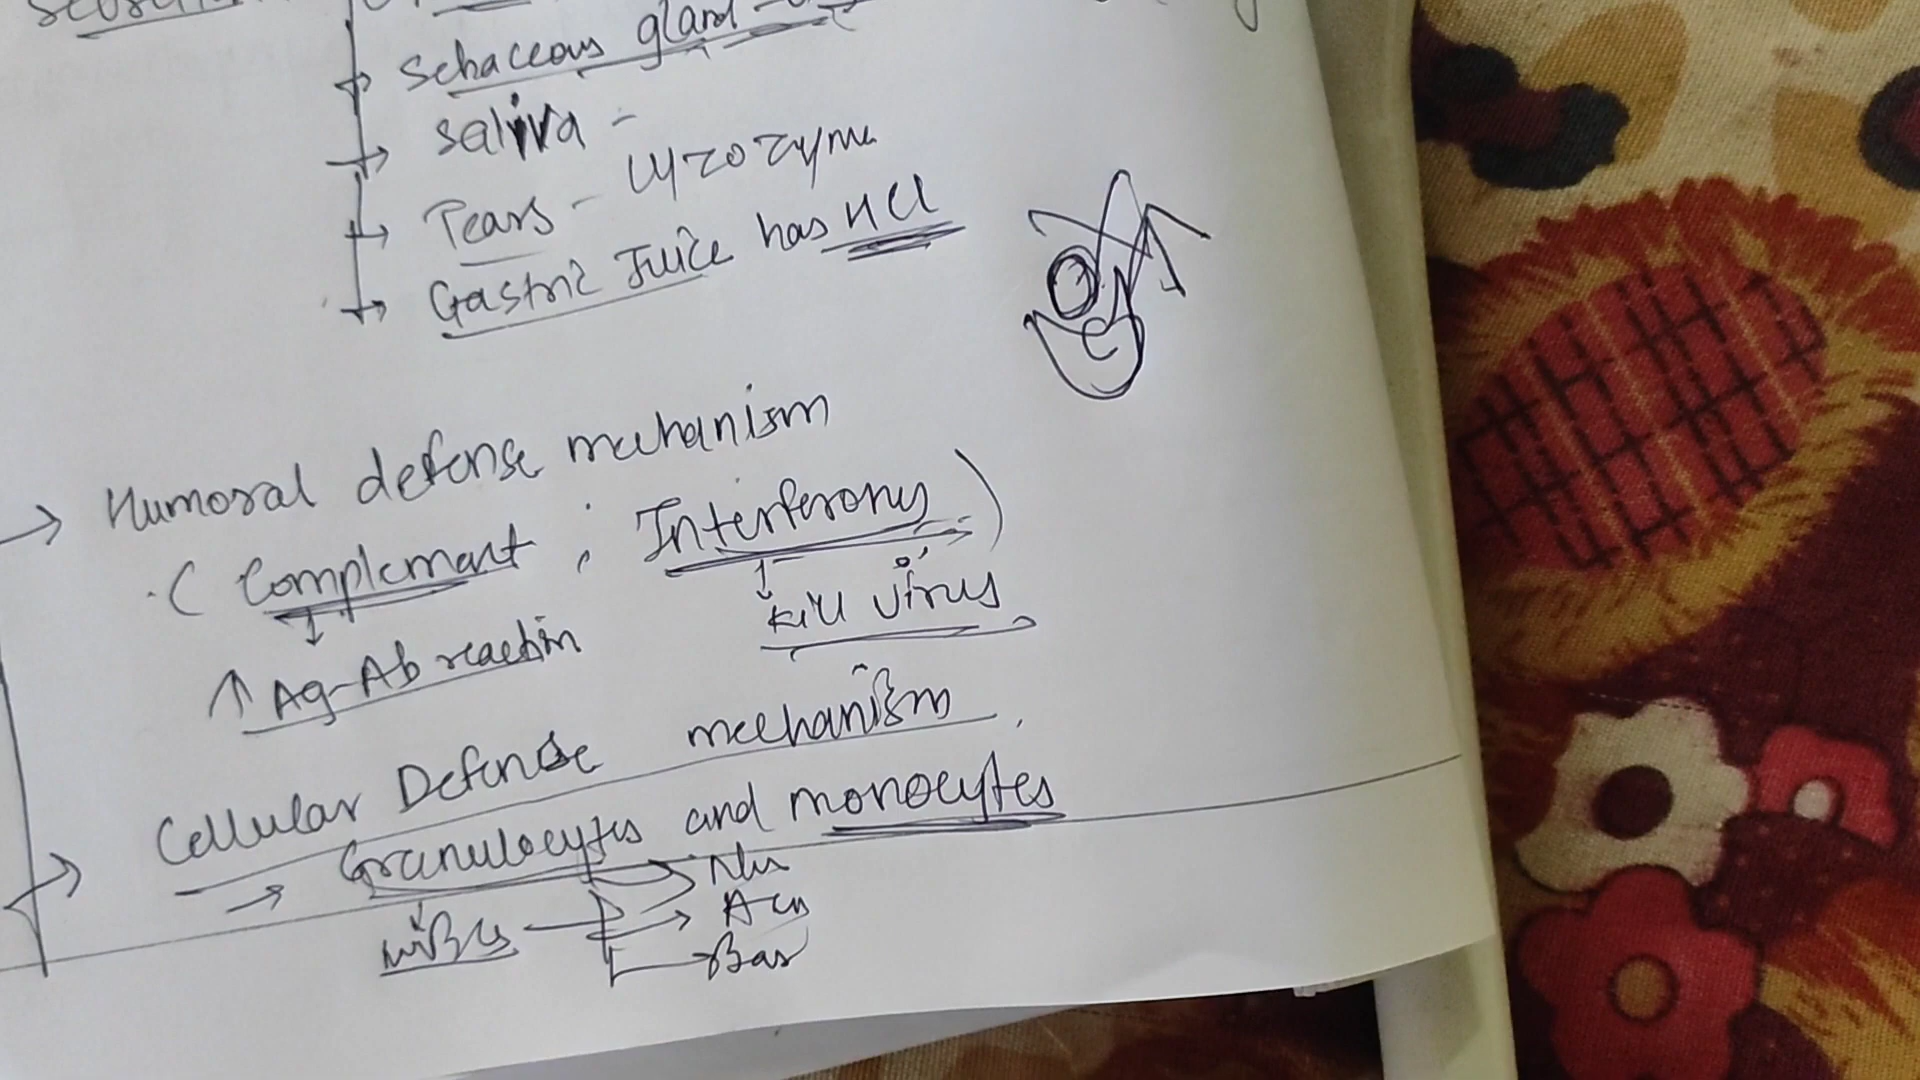 → Sebaceous gland -
→ saliva -
→ Tears - Lyzozyme
→ Gastric Juice has HCl
→ Humoral defense mechanism
( Complement ; Interferons )
↓ ↓
↑ Ag-Ab reaction kill virus
→ Cellular Defense mechanism
→ Granulocytes and monocytes
WBCs
Bas